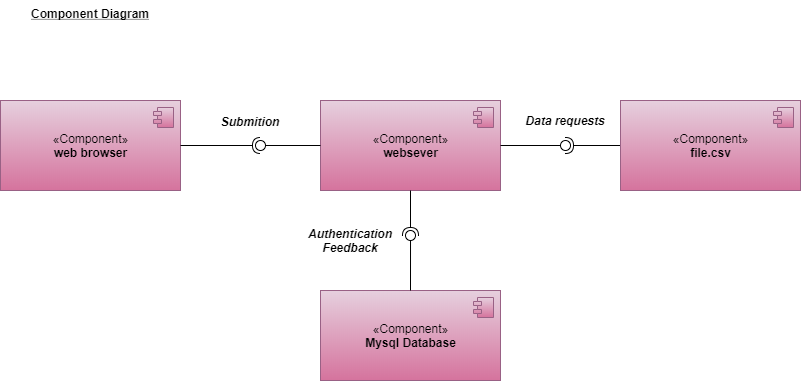 Component Diagram
Submition
Data requests
«Component»
web browser
«Component»
websever
«Component»
file.csv
Authentication
Feedback
«Component»
Mysql Database